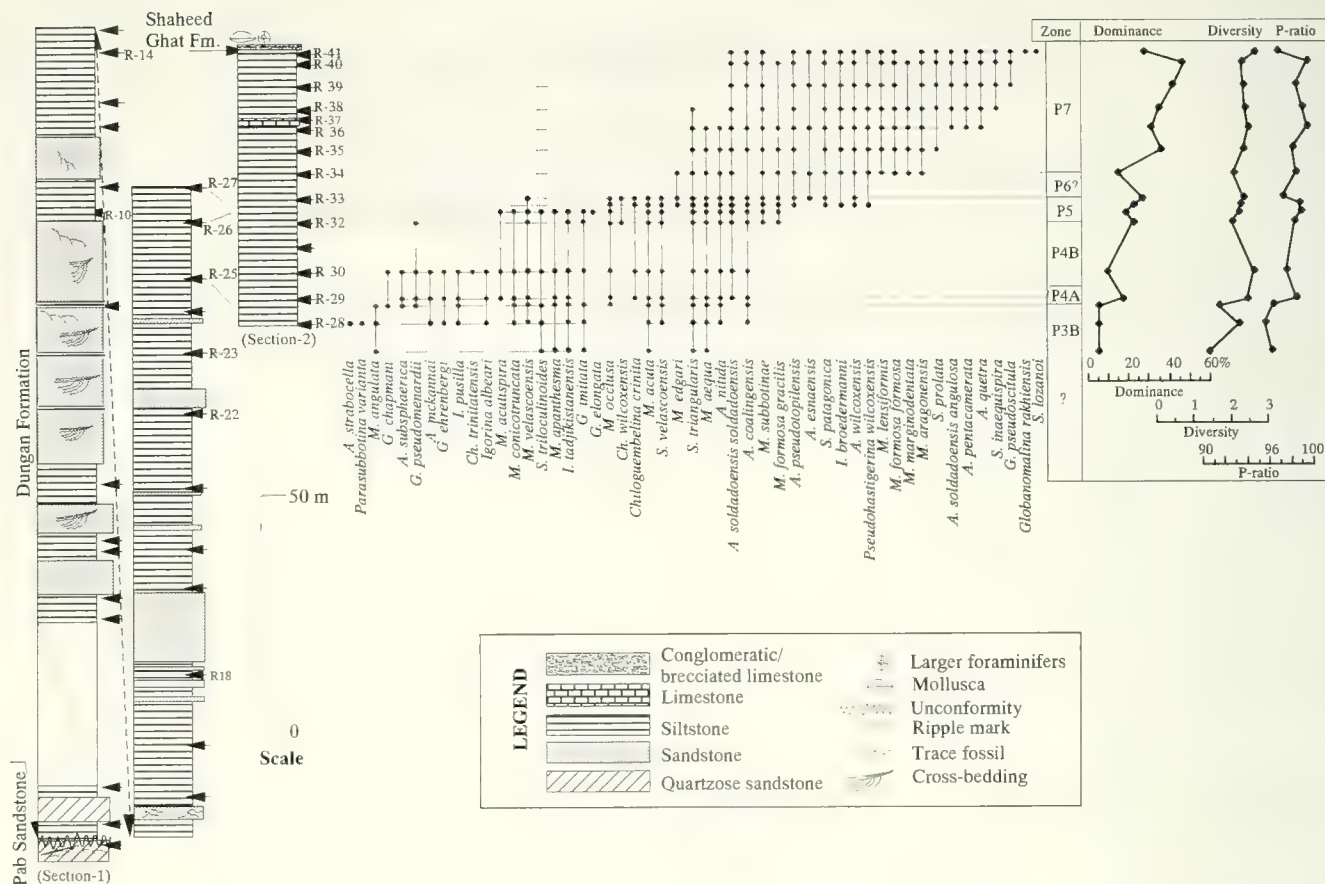 Shaheed
Ghat Fm.
R-14
R-10
Dungan Formation
Pab Sandstone
(Section-1)
R-27
R-26
R-25
R-23
R-22
R18
R-41
R-40
R 39
R-38
R-37
R 36
R-35
R-34
R-33
R-32
R 30
R-29
R-28
(Section-2)
50 m
0
Scale
A strabocella
Parasubbotina varianta
M. angulata
G chapmani
A. subsphaerica
G. pseudomenardii
A mckannai
G ehrenbergi
I. pusilla
Ch. trinitatensis
Igorina albeari
M. acutspira
M. conicotruncata
M. velascoensis
S. trilocu­linoides
M. apanthesma
I. tadjikistanensis
G imitata
G. elongata
M occlusa
Ch. wilcoxensis
Chiloguembelina crinita
M. acuta
S. velascoensis
M edgari
S. triangularis
M aequa
A nitida
A soldadoensis soldadoensis
A. coalingensis
M. subbotinae
M. formosa gracilis
A. pseudotopilensis
A. esnaensis
S. patagonica
I. broedermanni
A. wilcoxensis
Pseudohastigerina wilcoxensis
M. lensiformis
M. formosa formosa
M. marginodentata
M. aragonensis
S. prolata
A. soldadoensis angulosa
A. pentacamerata
A. quetra
S. inaequispira
G. pseudoscitula
Globanomalina rakhiensis
S. lozanoi
Zone Dominance Diversity P-ratio
P7
P6?
P5
P4B
P4A
P3B
?
0 20 40 60%
Dominance
0 1 2 3
Diversity
90 96 100
P-ratio
LEGEND
Conglomeratic/
brecciated limestone
Limestone
Siltstone
Sandstone
Quartzose sandstone
Larger foraminifers
Mollusca
Unconformity
Ripple mark
Trace fossil
Cross-bedding